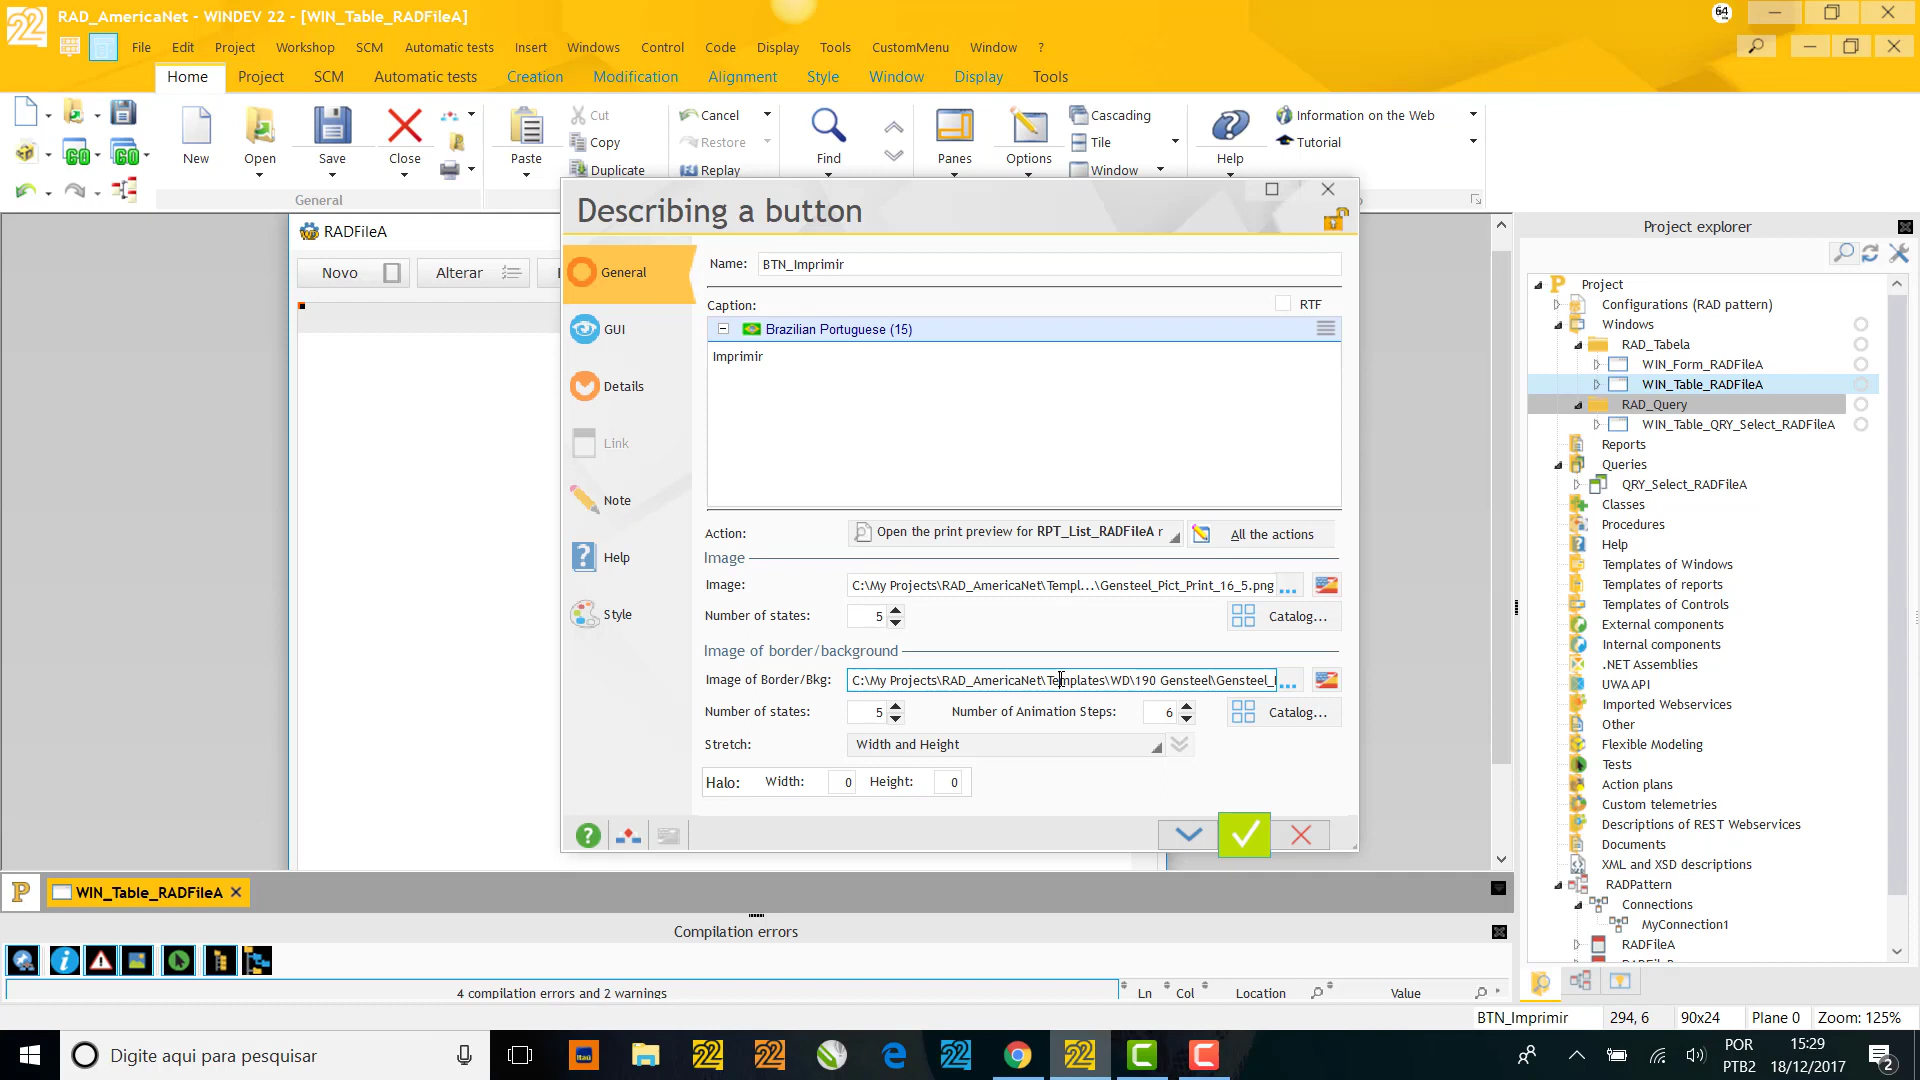 RAD_AmericaNet - WINDEV 22 - [WIN_Table_RADFileA]
64
22
File Edit Project Workshop SCM Automatic tests Insert Windows Control Code Display Tools CustomMenu Window ?
Home Project SCM Automatic tests Creation Modification Alignment Style Window Display Tools
New Open Save Close Paste Cut Copy Duplicate Cancel Restore Replay Find Panes Options Cascading Tile Window Help Information on the Web Tutorial
GO GO
General
RADFileA
Novo Alterar
Describing a button
General
GUI
Details
Link
Note
Help
Style
Name: BTN_Imprimir
Caption: RTF
Brazilian Portuguese (15)
Imprimir
Action: Open the print preview for RPT_List_RADFileA r All the actions
Image
Image: C:\My Projects\RAD_AmericaNet\Templ...\Gensteel_Pict_Print_16_5.png ...
Number of states: 5 Catalog...
Image of border/background
Image of Border/Bkg: C:\My Projects\RAD_AmericaNet\Templates\WD\190 Gensteel\Gensteel_ ...
Number of states: 5 Number of Animation Steps: 6 Catalog...
Stretch: Width and Height
Halo: Width: 0 Height: 0
Project explorer
Project
Configurations (RAD pattern)
Windows
RAD_Tabela
WIN_Form_RADFileA
WIN_Table_RADFileA
RAD_Query
WIN_Table_QRY_Select_RADFileA
Reports
Queries
QRY_Select_RADFileA
Classes
Procedures
Help
Templates of Windows
Templates of reports
Templates of Controls
External components
Internal components
.NET Assemblies
UWA API
Imported Webservices
Other
Flexible Modeling
Tests
Action plans
Custom telemetries
Descriptions of REST Webservices
Documents
XML and XSD descriptions
RADPattern
Connections
MyConnection1
RADFileA
WIN_Table_RADFileA
Compilation errors
4 compilation errors and 2 warnings Ln Col Location Value
BTN_Imprimir 294, 6 90x24 Plane 0 Zoom: 125%
Digite aqui para pesquisar
Itaú 22 22 22 22
POR
PTB2
15:29
18/12/2017
2